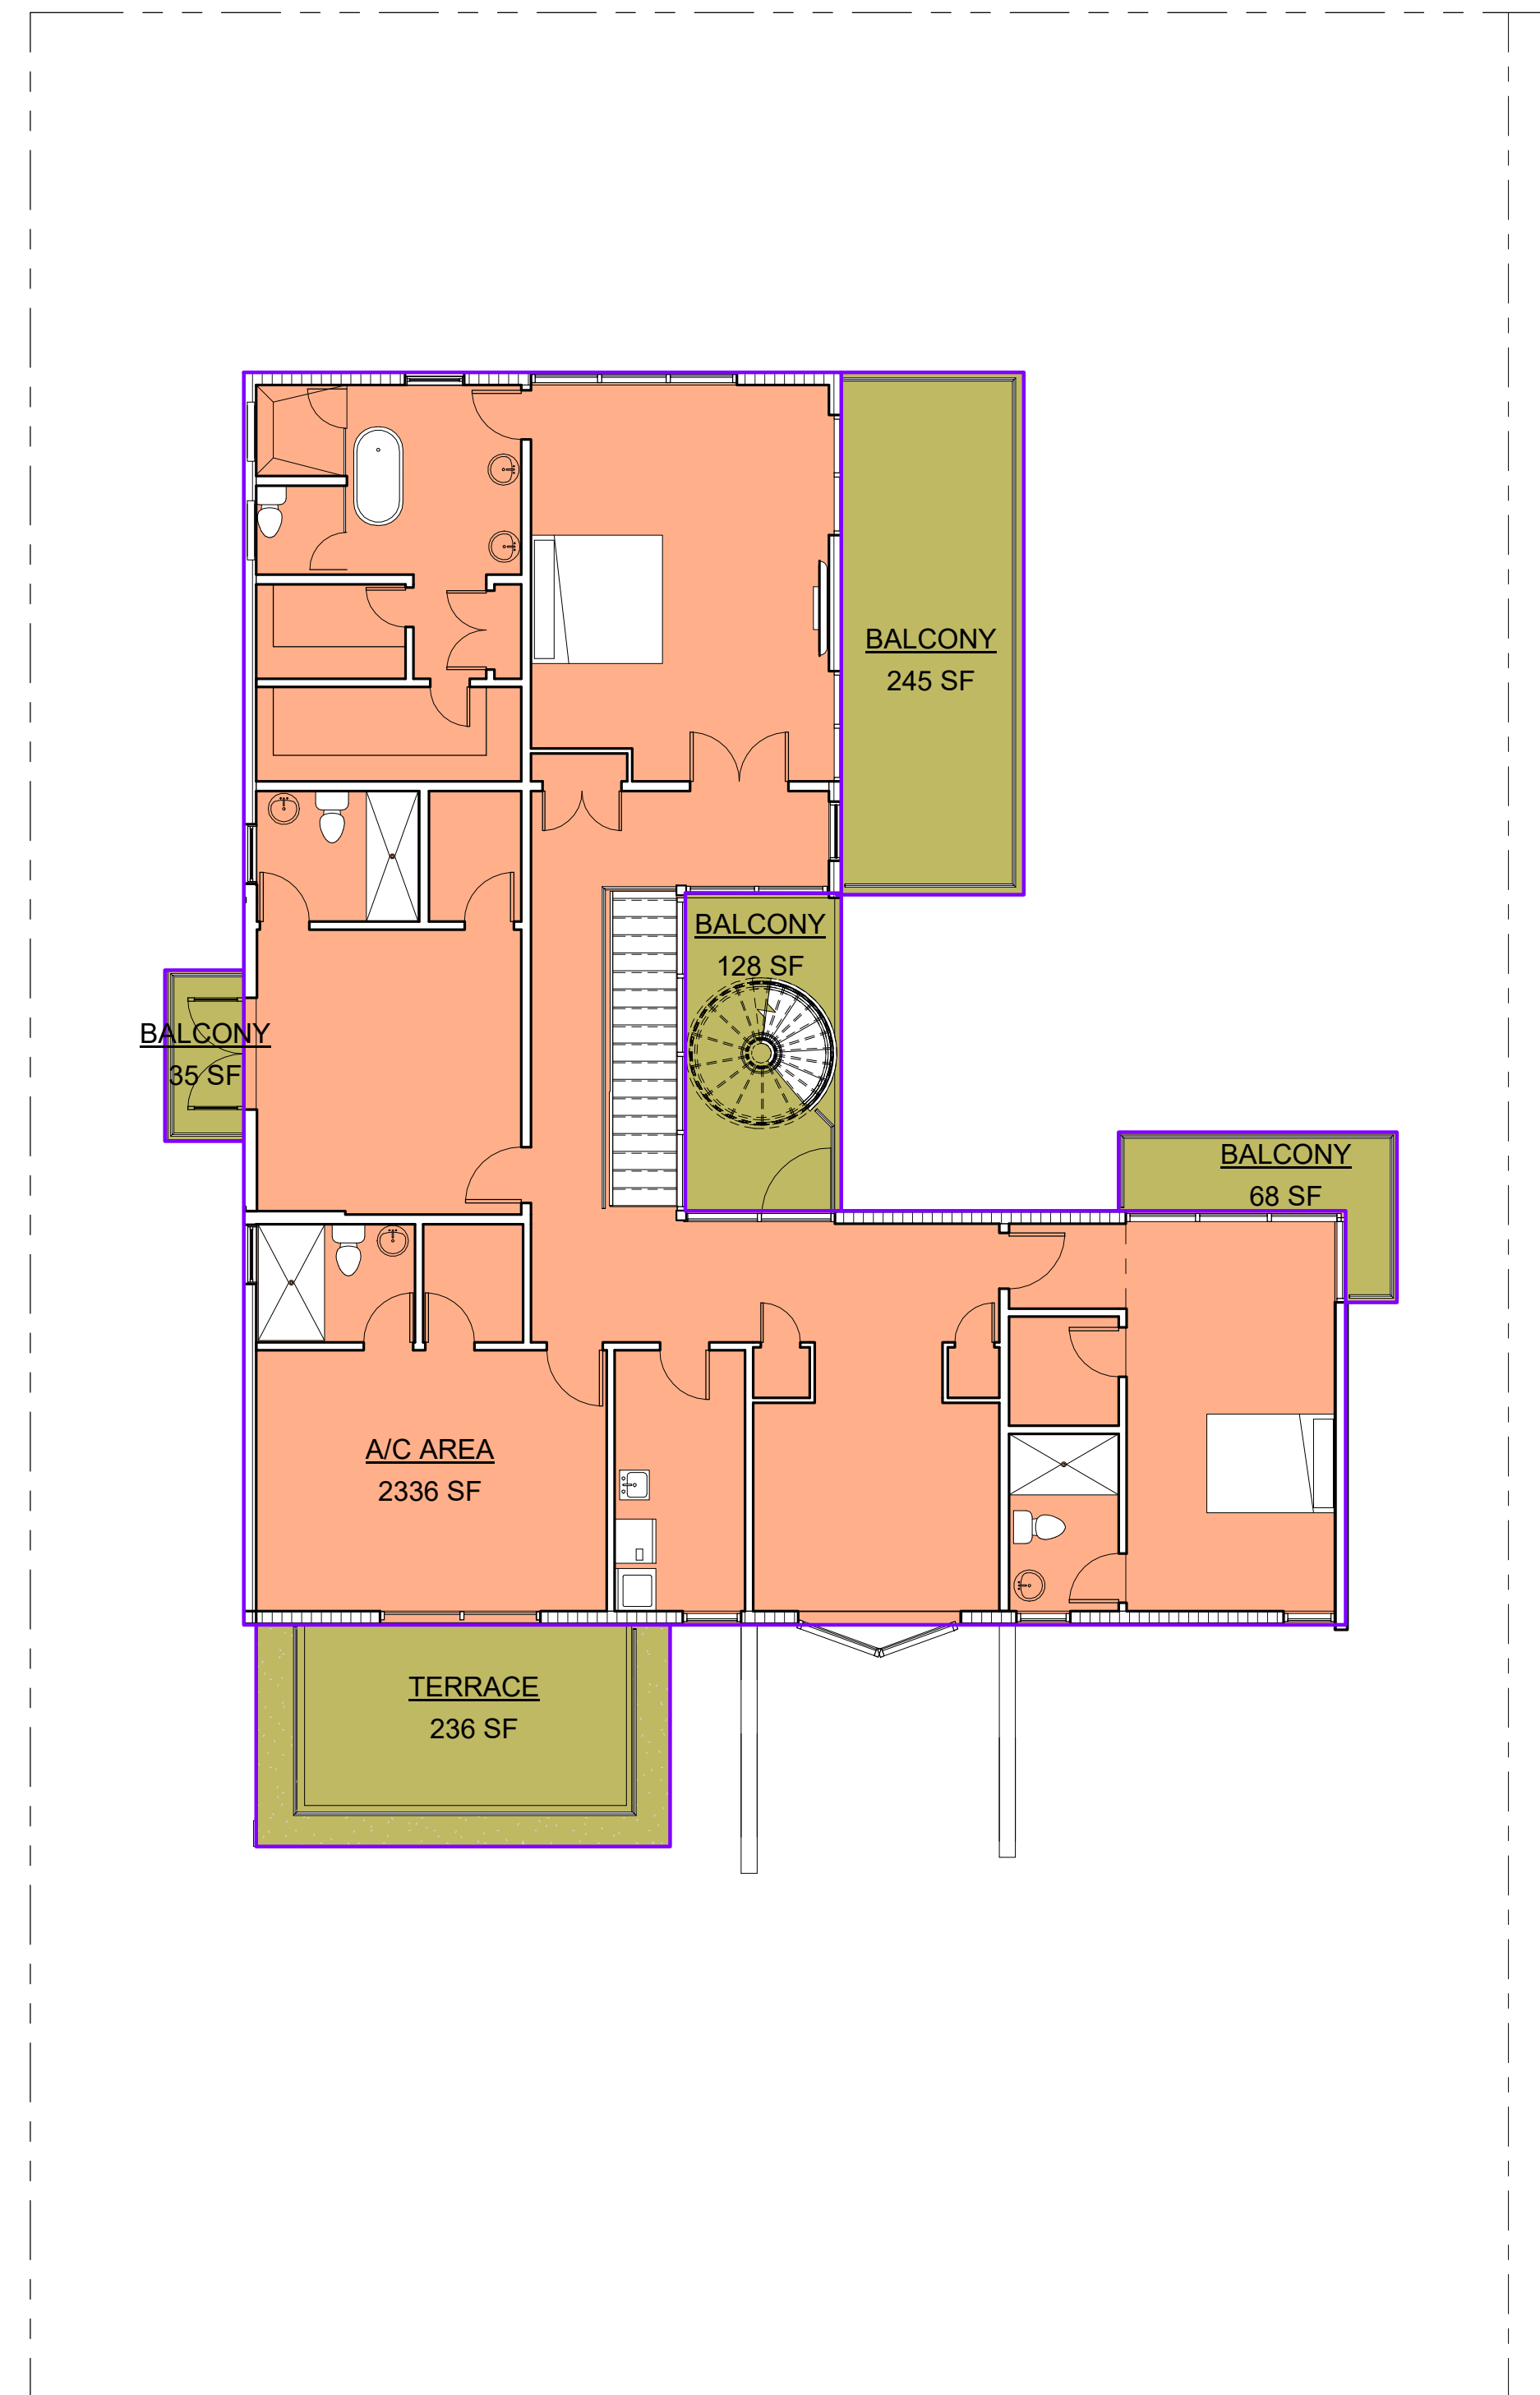 BALCONY
245 SF
BALCONY
128 SF
BALCONY
35 SF
BALCONY
68 SF
A/C AREA
2336 SF
TERRACE
236 SF